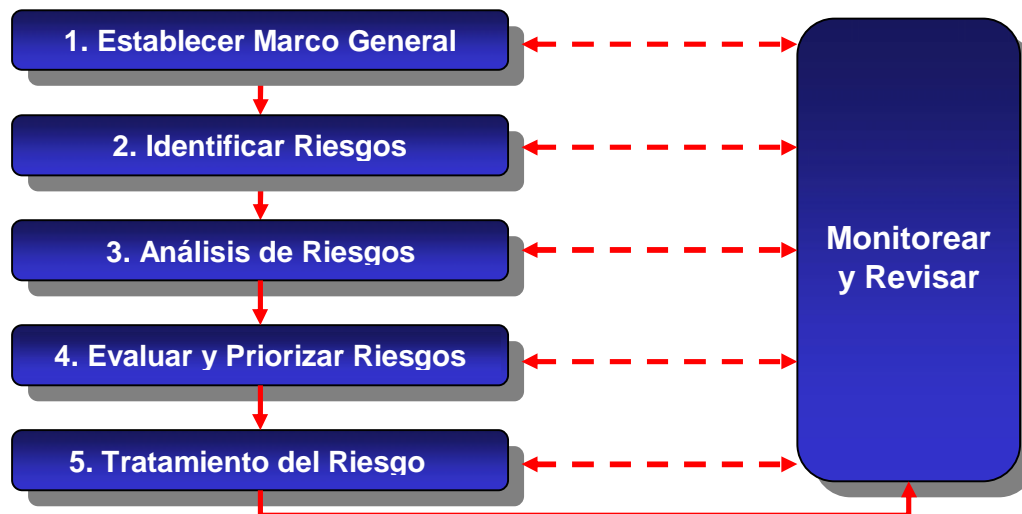 1. Establecer Marco General
2. Identificar Riesgos
3. Análisis de Riesgos
4. Evaluar y Priorizar Riesgos
5. Tratamiento del Riesgo
Monitorear
y Revisar